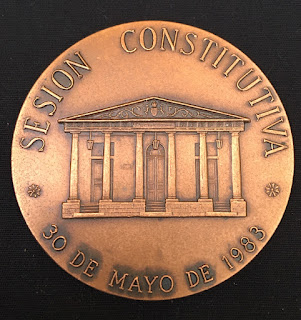 SESION CONSTITUTIVA
30 DE MAYO DE 1983